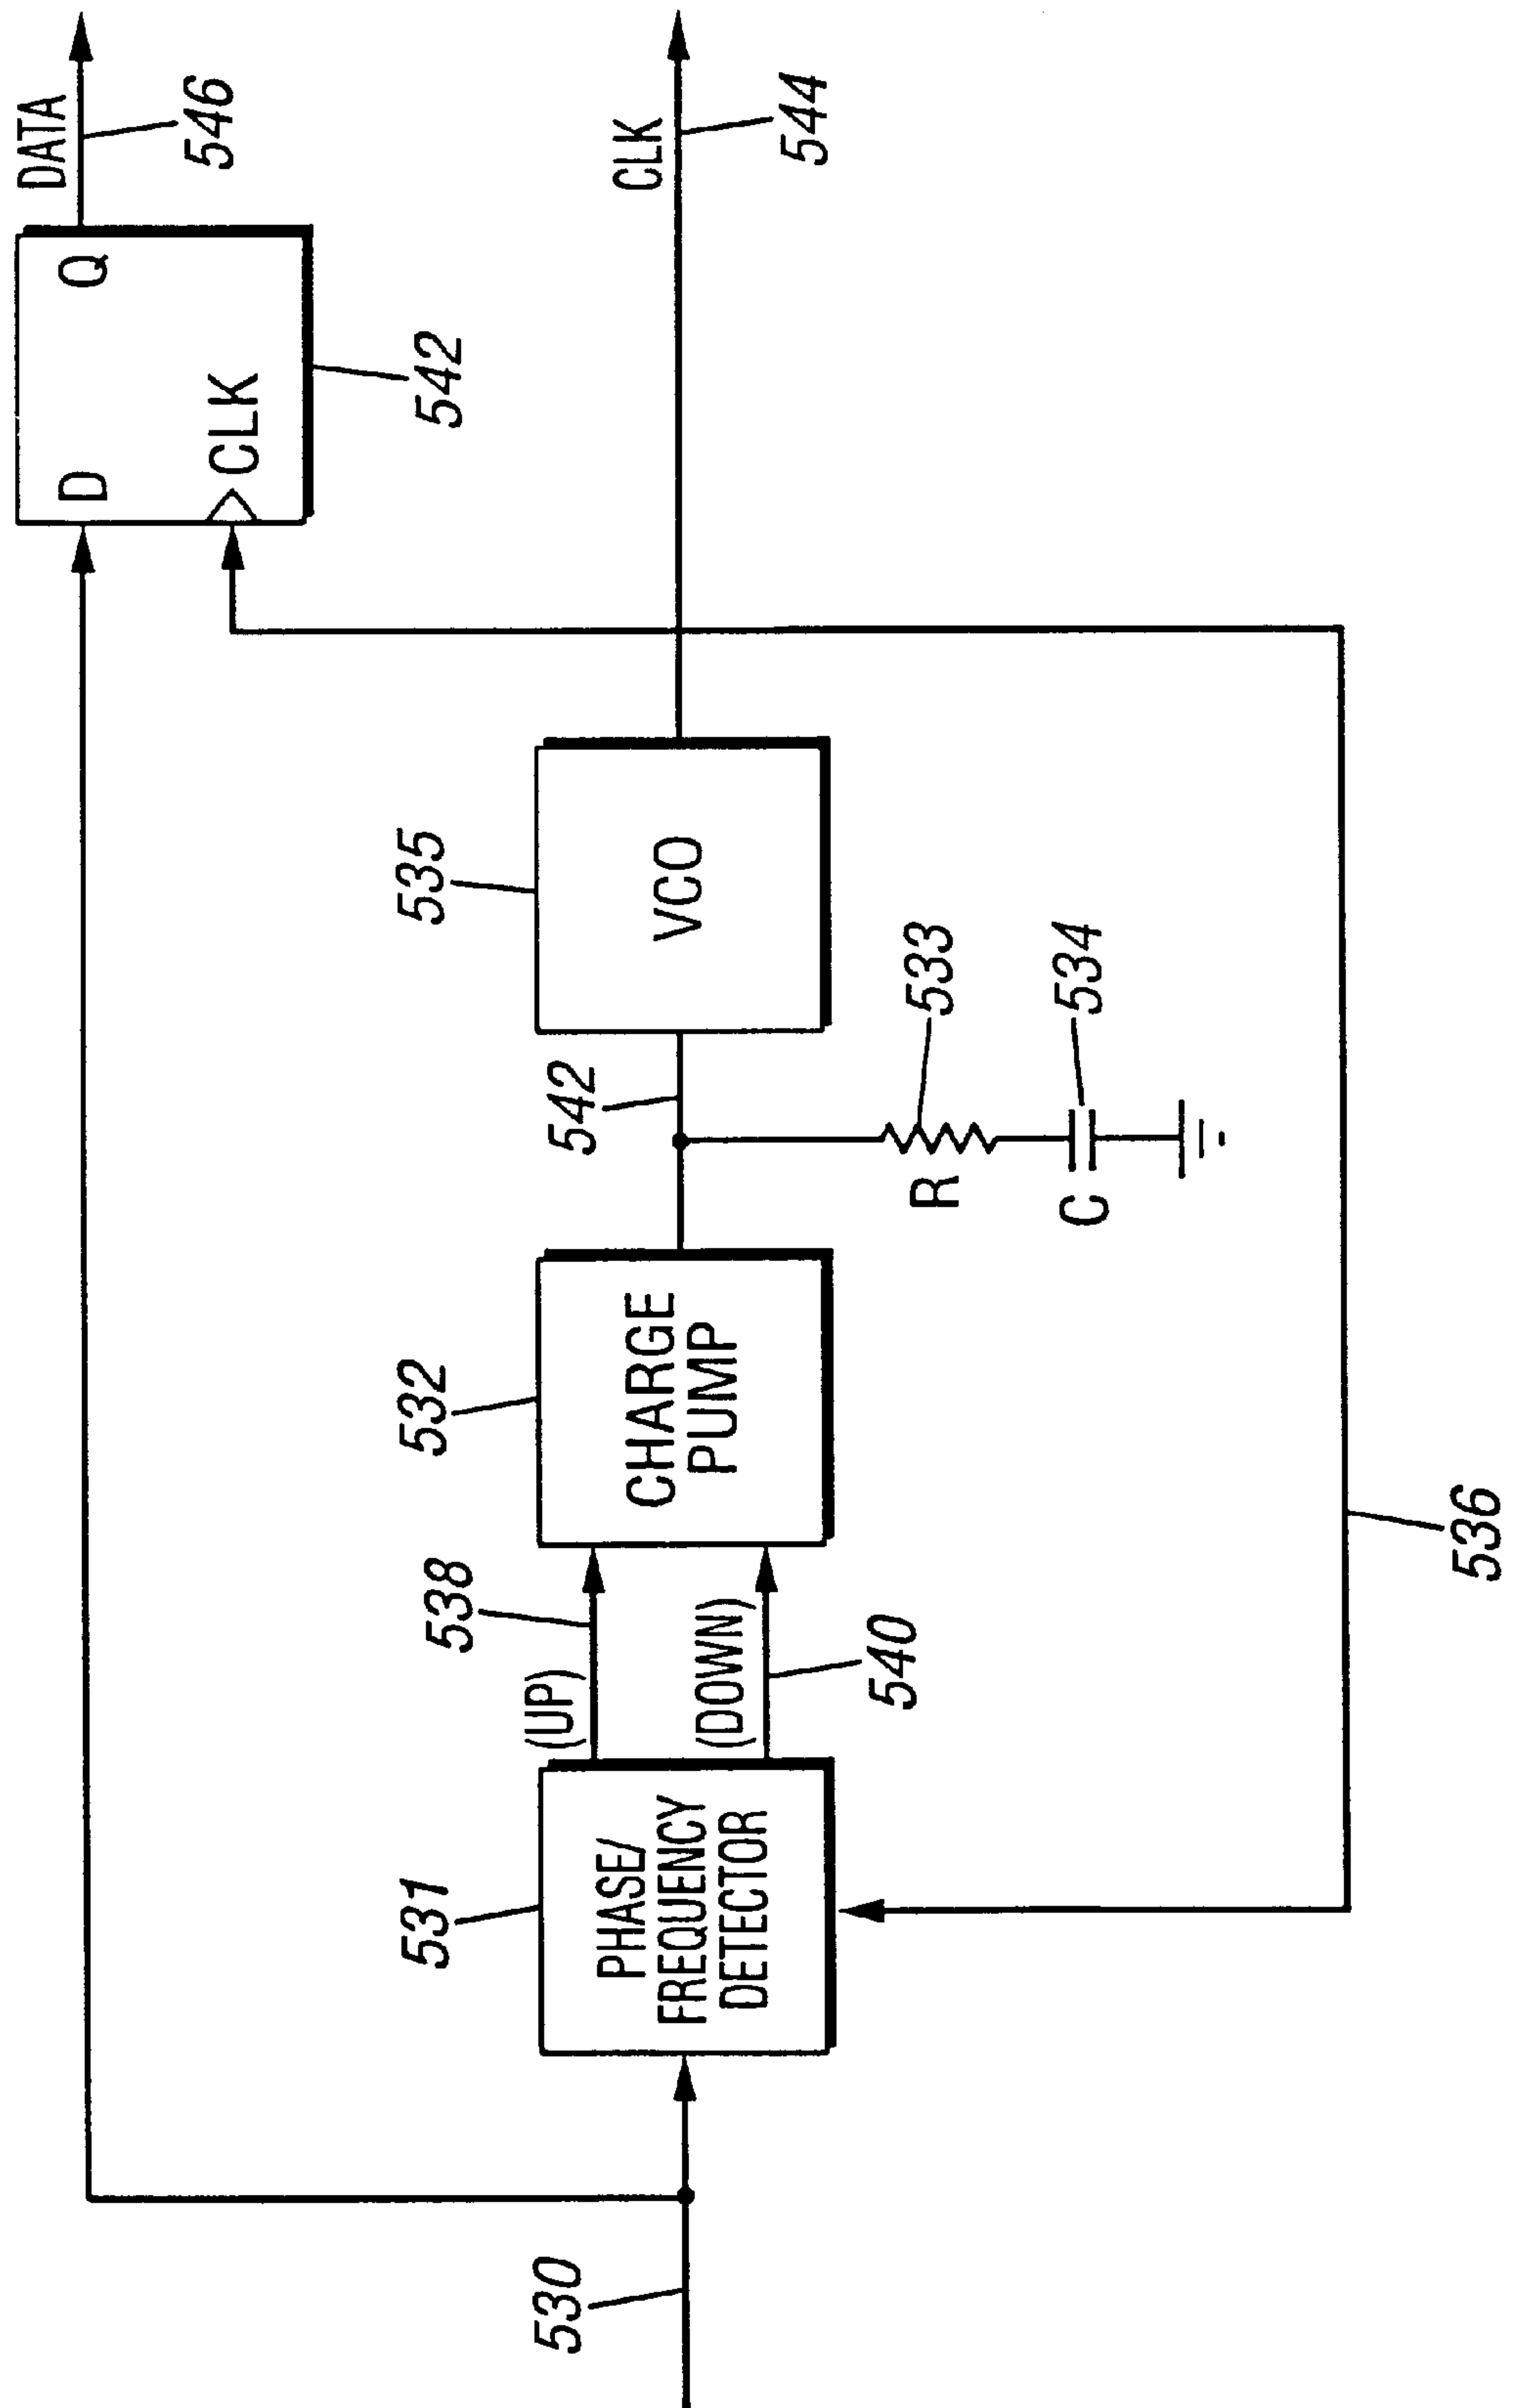 DATA
546
D
Q
CLK
542
CLK
544
535
VCO
542
533
R
534
C
532
CHARGE
PUMP
538
(UP)
(DOWN)
540
531
PHASE/
FREQUENCY
DETECTOR
530
536